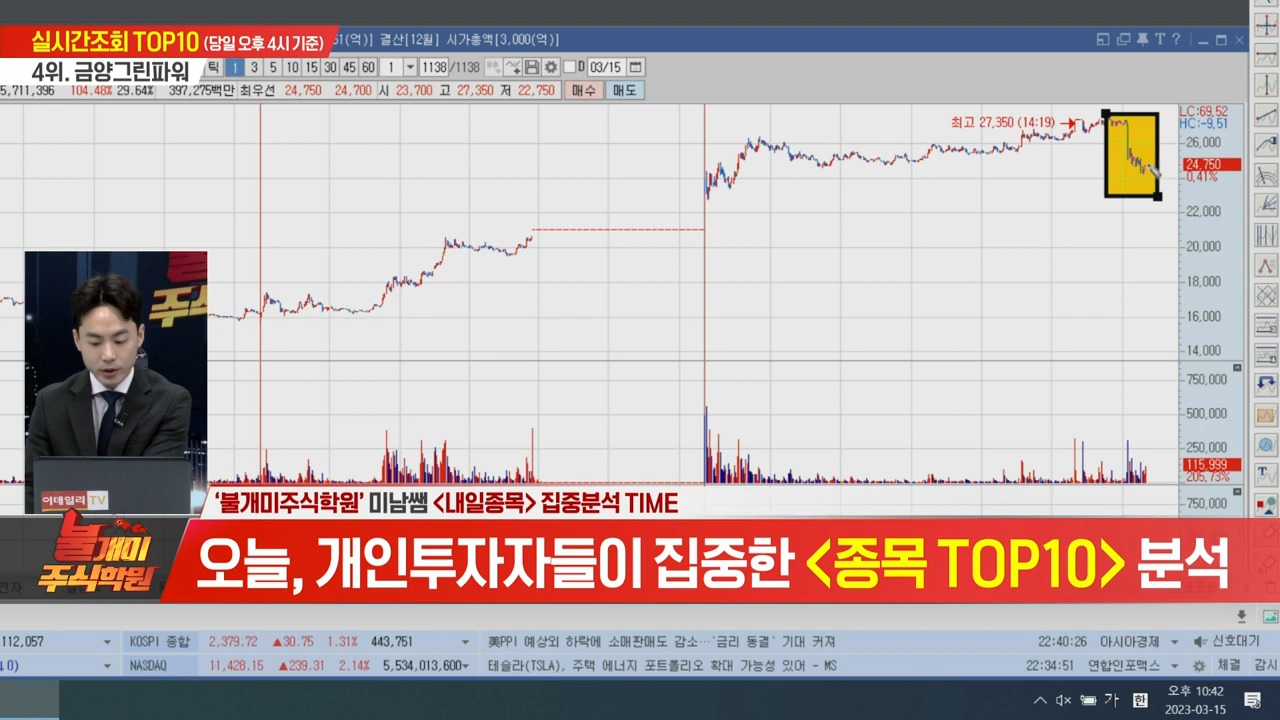 실시간조회 TOP10 (당일 오후 4시 기준)
4위. 금양그린파워
(억)] 결산[12월] 시가총액[3,000(억)]
틱 1 3 5 10 15 30 45 60 1 1138 /1138 D 03/15
5,711,396 104.48% 29.64% 397,275백만 최우선 24,750 24,700 시 23,700 고 27,350 저 22,750 매수 매도
LC:69,52
HC:-9,51
최고 27,350 (14:19)
26,000
24,750
0,41%
22,000
20,000
18,000
16,000
14,000
750,000
500,000
250,000
115,999
205,73%
750,000
불개미
주식
이데일리 TV
'불개미주식학원' 미남쌤 <내일종목> 집중분석 TIME
불개미
주식학원
오늘, 개인투자자들이 집중한 <종목 TOP10> 분석
112,057 KOSPI 종합 2,379,72 ▲30,75 1,31% 443,751 美PPI 예상외 하락에 소매판매도 감소…'금리 동결' 기대 커져 22:40:26 아시아경제 신호대기
NASDAQ 11,428,15 ▲239,31 2,14% 5,534,013,600 테슬라(TSLA), 주택 에너지 포트폴리오 확대 가능성 있어 - MS 22:34:51 연합인포맥스 체결 감시
가 한 오후 10:42
2023-03-15